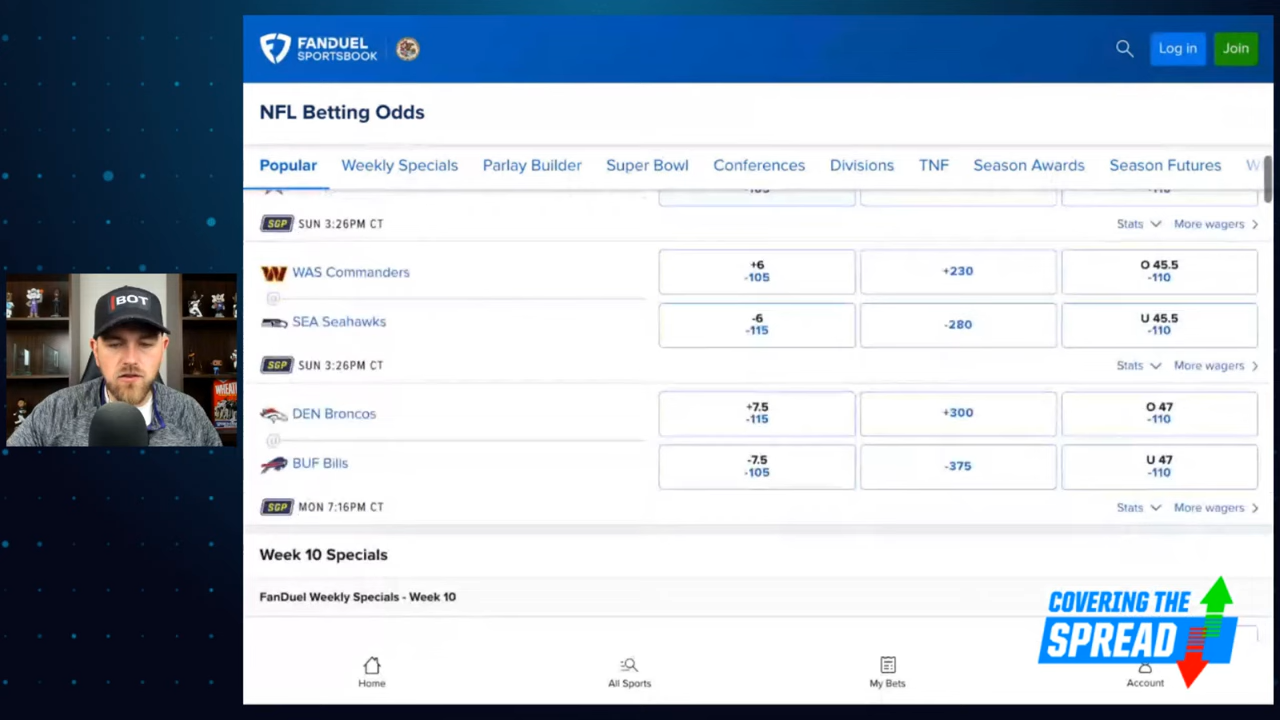 FANDUEL
SPORTSBOOK
Log in
Join
NFL Betting Odds
Popular
Weekly Specials
Parlay Builder
Super Bowl
Conferences
Divisions
TNF
Season Awards
Season Futures
SGP SUN 3:26PM CT
Stats
More wagers
WAS Commanders
+6
-105
+230
O 45.5
-110
@
SEA Seahawks
-6
-115
-280
U 45.5
-110
SGP SUN 3:26PM CT
Stats
More wagers
DEN Broncos
+7.5
-115
+300
O 47
-110
@
BUF Bills
-7.5
-105
-375
U 47
-110
SGP MON 7:16PM CT
Stats
More wagers
Week 10 Specials
FanDuel Weekly Specials - Week 10
COVERING THE
SPREAD
Home
All Sports
My Bets
Account
BOT
WHEATIES